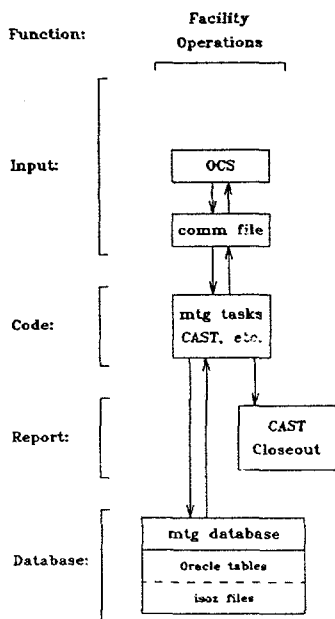 Function:
Facility
Operations
Input:
OCS
comm file
Code:
mtg tasks
CAST, etc.
Report:
CAST
Closeout
Database:
mtg database
Oracle tables
isoz files